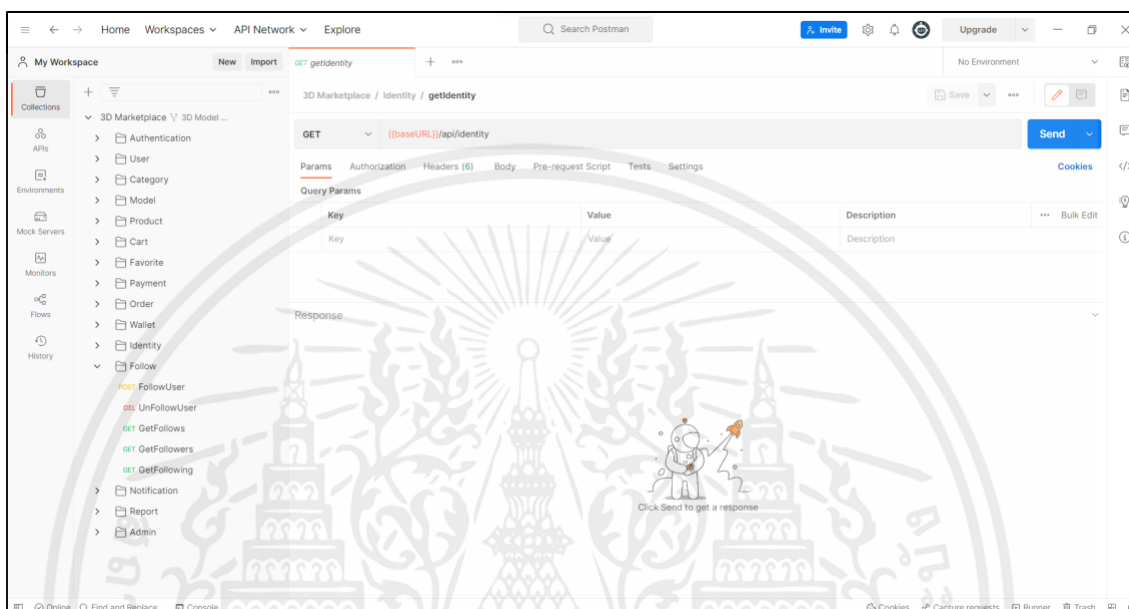 Home Workspaces API Network Explore Search Postman Invite Upgrade
My Workspace New Import GET getIdentity No Environment
Collections
APIs
Environments
Mock Servers
Monitors
Flows
History
3D Marketplace 3D Model ...
Authentication
User
Category
Model
Product
Cart
Favorite
Payment
Order
Wallet
Identity
Follow
POST FollowUser
DEL UnFollowUser
GET GetFollows
GET GetFollowers
GET GetFollowing
Notification
Report
Admin
3D Marketplace / Identity / getIdentity Save
GET {{baseURL}}/api/identity Send
Params Authorization Headers (6) Body Pre-request Script Tests Settings Cookies
Query Params
Key Value Description Bulk Edit
Key Value Description
Response
Click Send to get a response
Online Find and Replace Console Cookies Capture requests Runner Trash